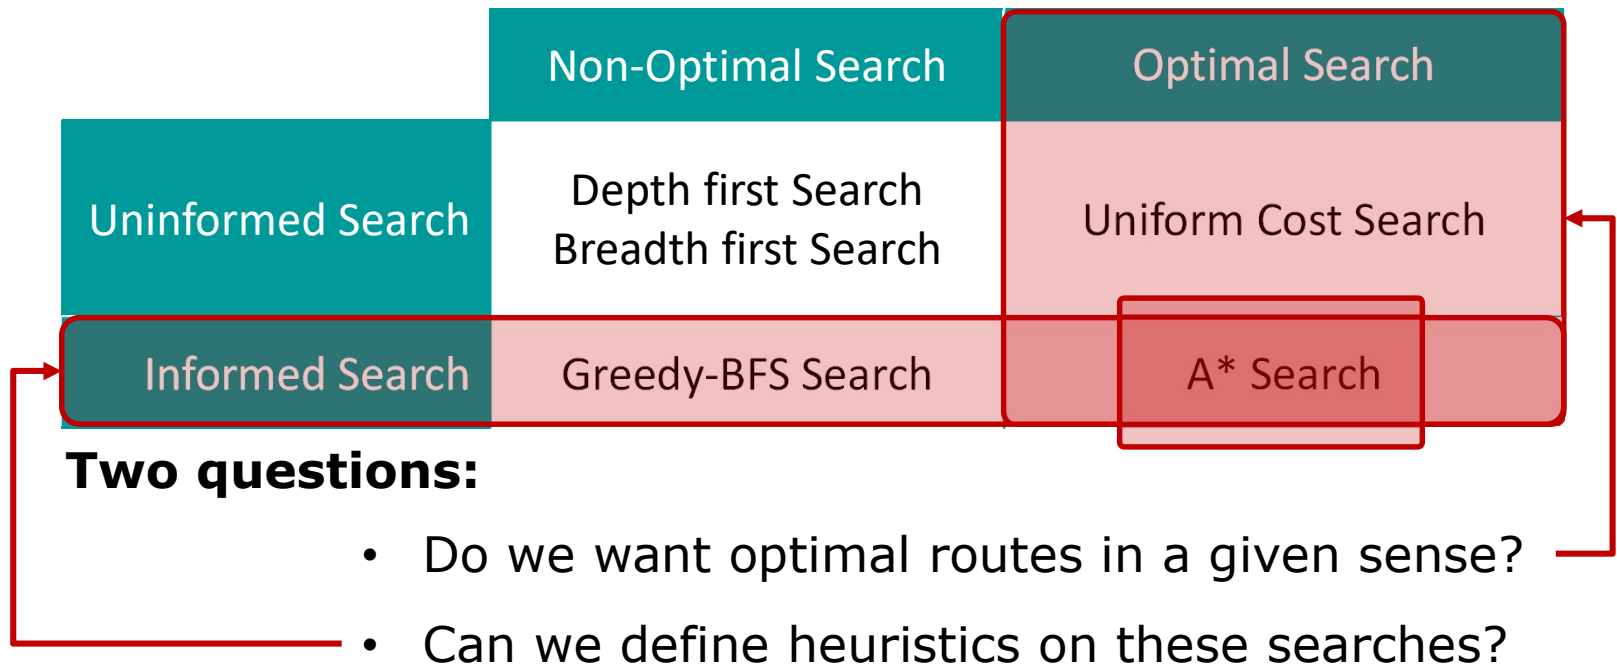 Non-Optimal Search
Optimal Search
Uninformed Search
Depth first Search
Breadth first Search
Uniform Cost Search
Informed Search
Greedy-BFS Search
A* Search
Two questions:
• Do we want optimal routes in a given sense?
• Can we define heuristics on these searches?